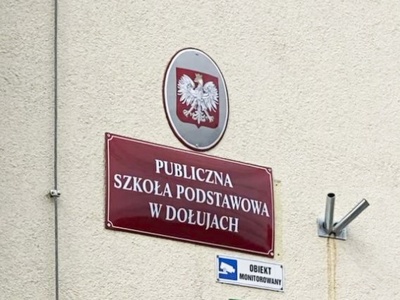 PUBLICZNA
SZKOŁA PODSTAWOWA
W DOŁUJACH
OBIEKT
MONITOROWANY